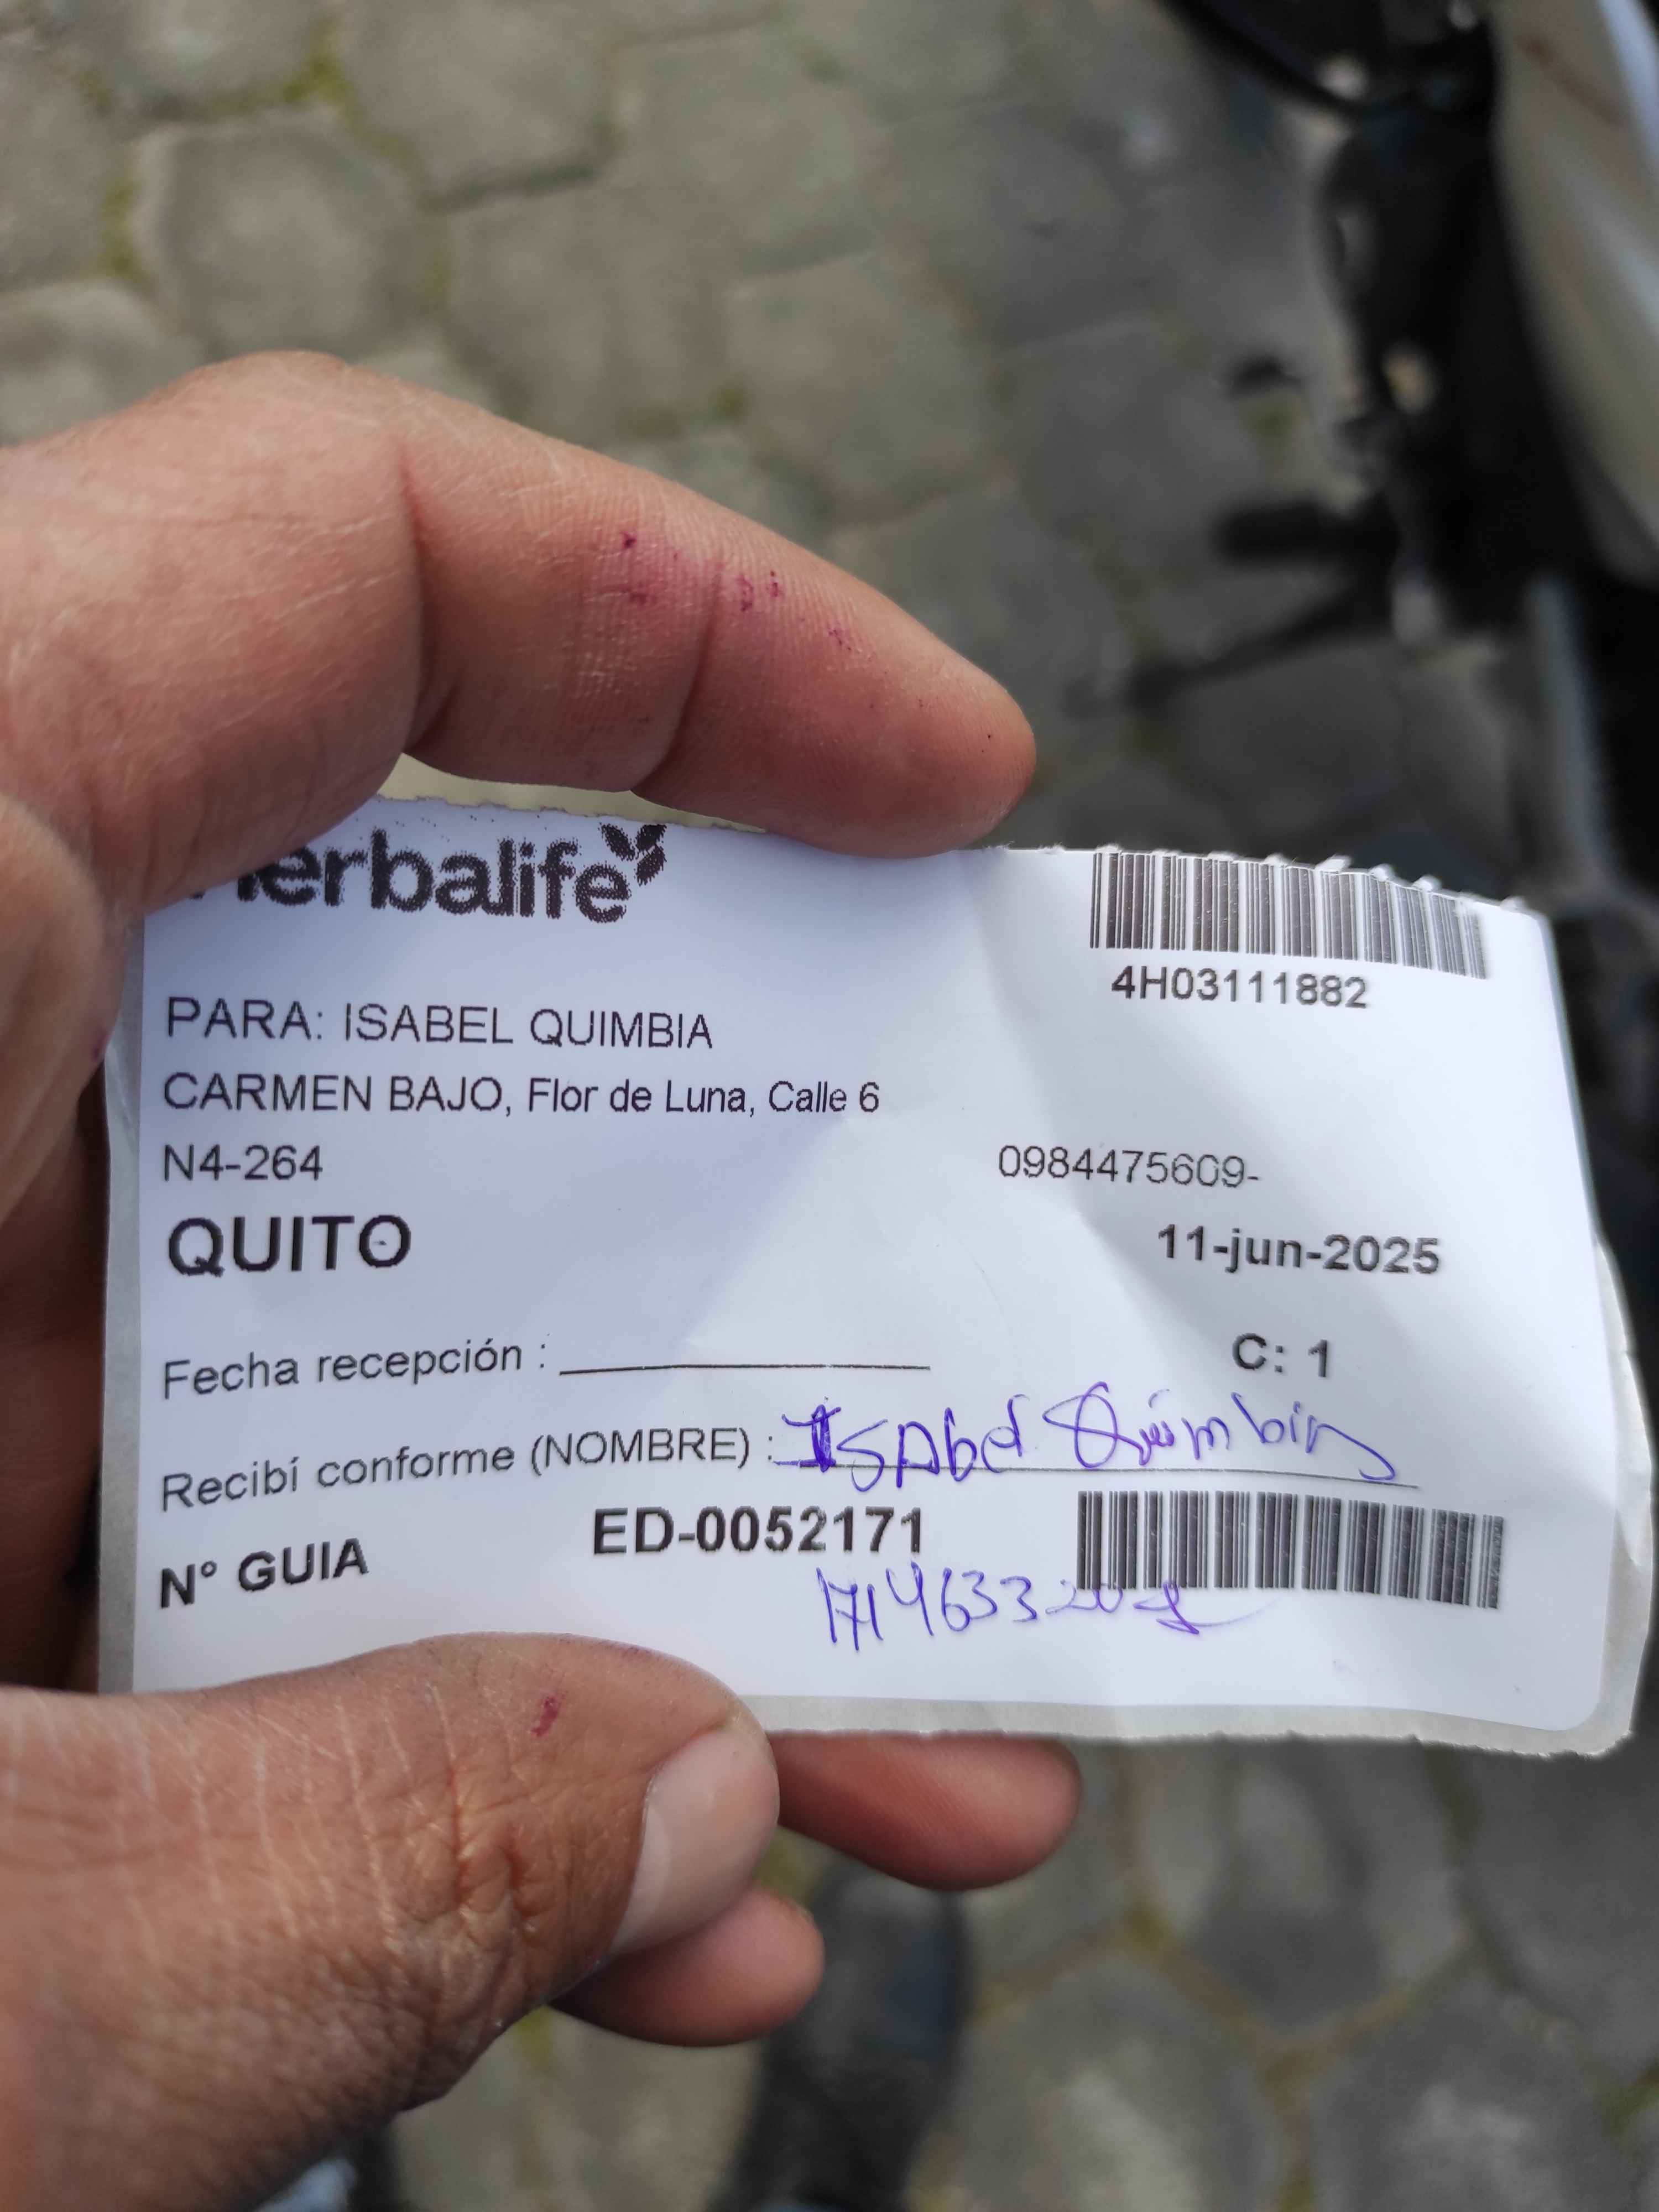 Herbalife
4H03111882
PARA: ISABEL QUIMBIA
CARMEN BAJO, Flor de Luna, Calle 6
N4-264
0984475609-
QUITO
11-jun-2025
Fecha recepción :
C: 1
Recibí conforme (NOMBRE) : Isabel Quimbia
N° GUIA ED-0052171